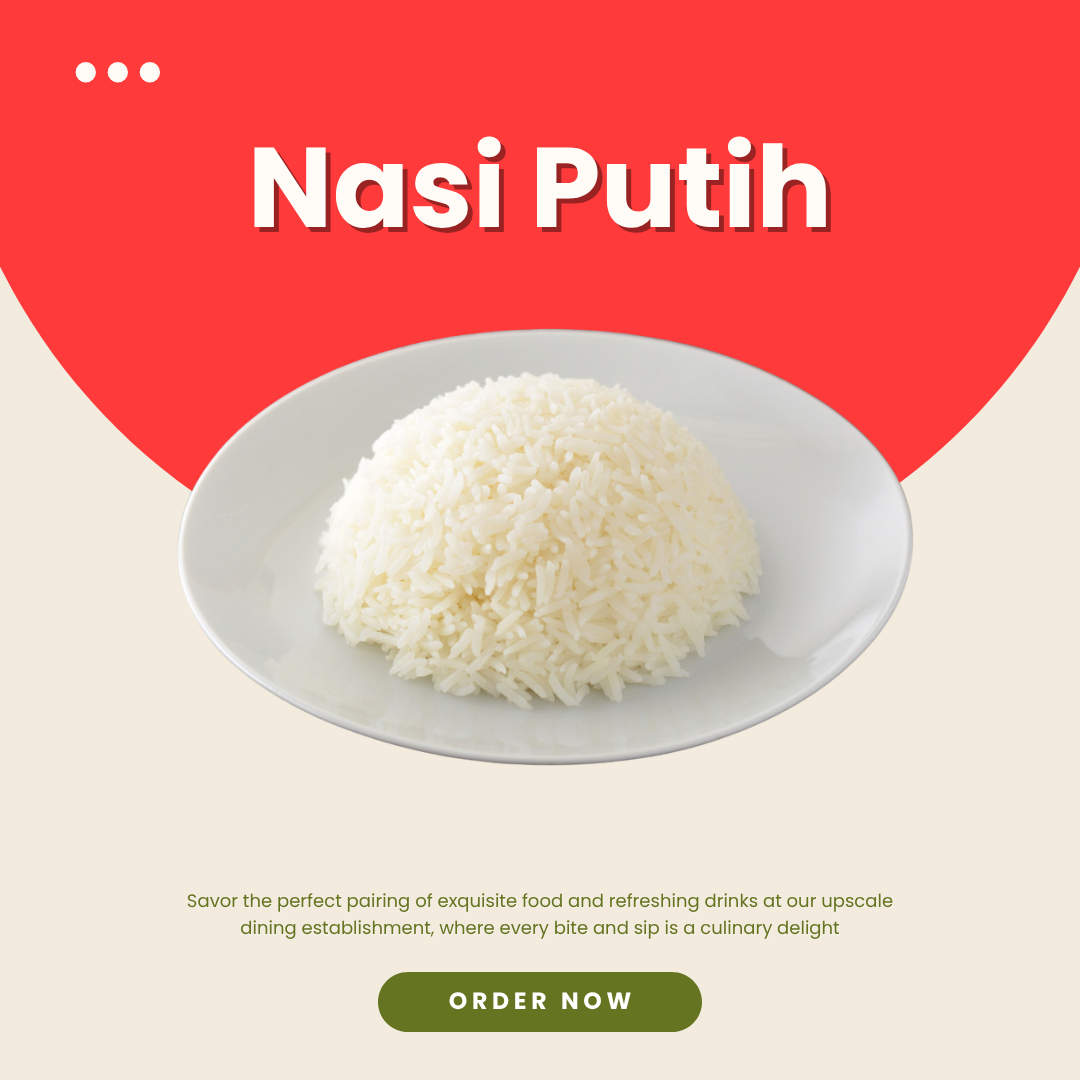 Nasi Putih
Savor the perfect pairing of exquisite food and refreshing drinks at our upscale
dining establishment, where every bite and sip is a culinary delight
ORDER NOW